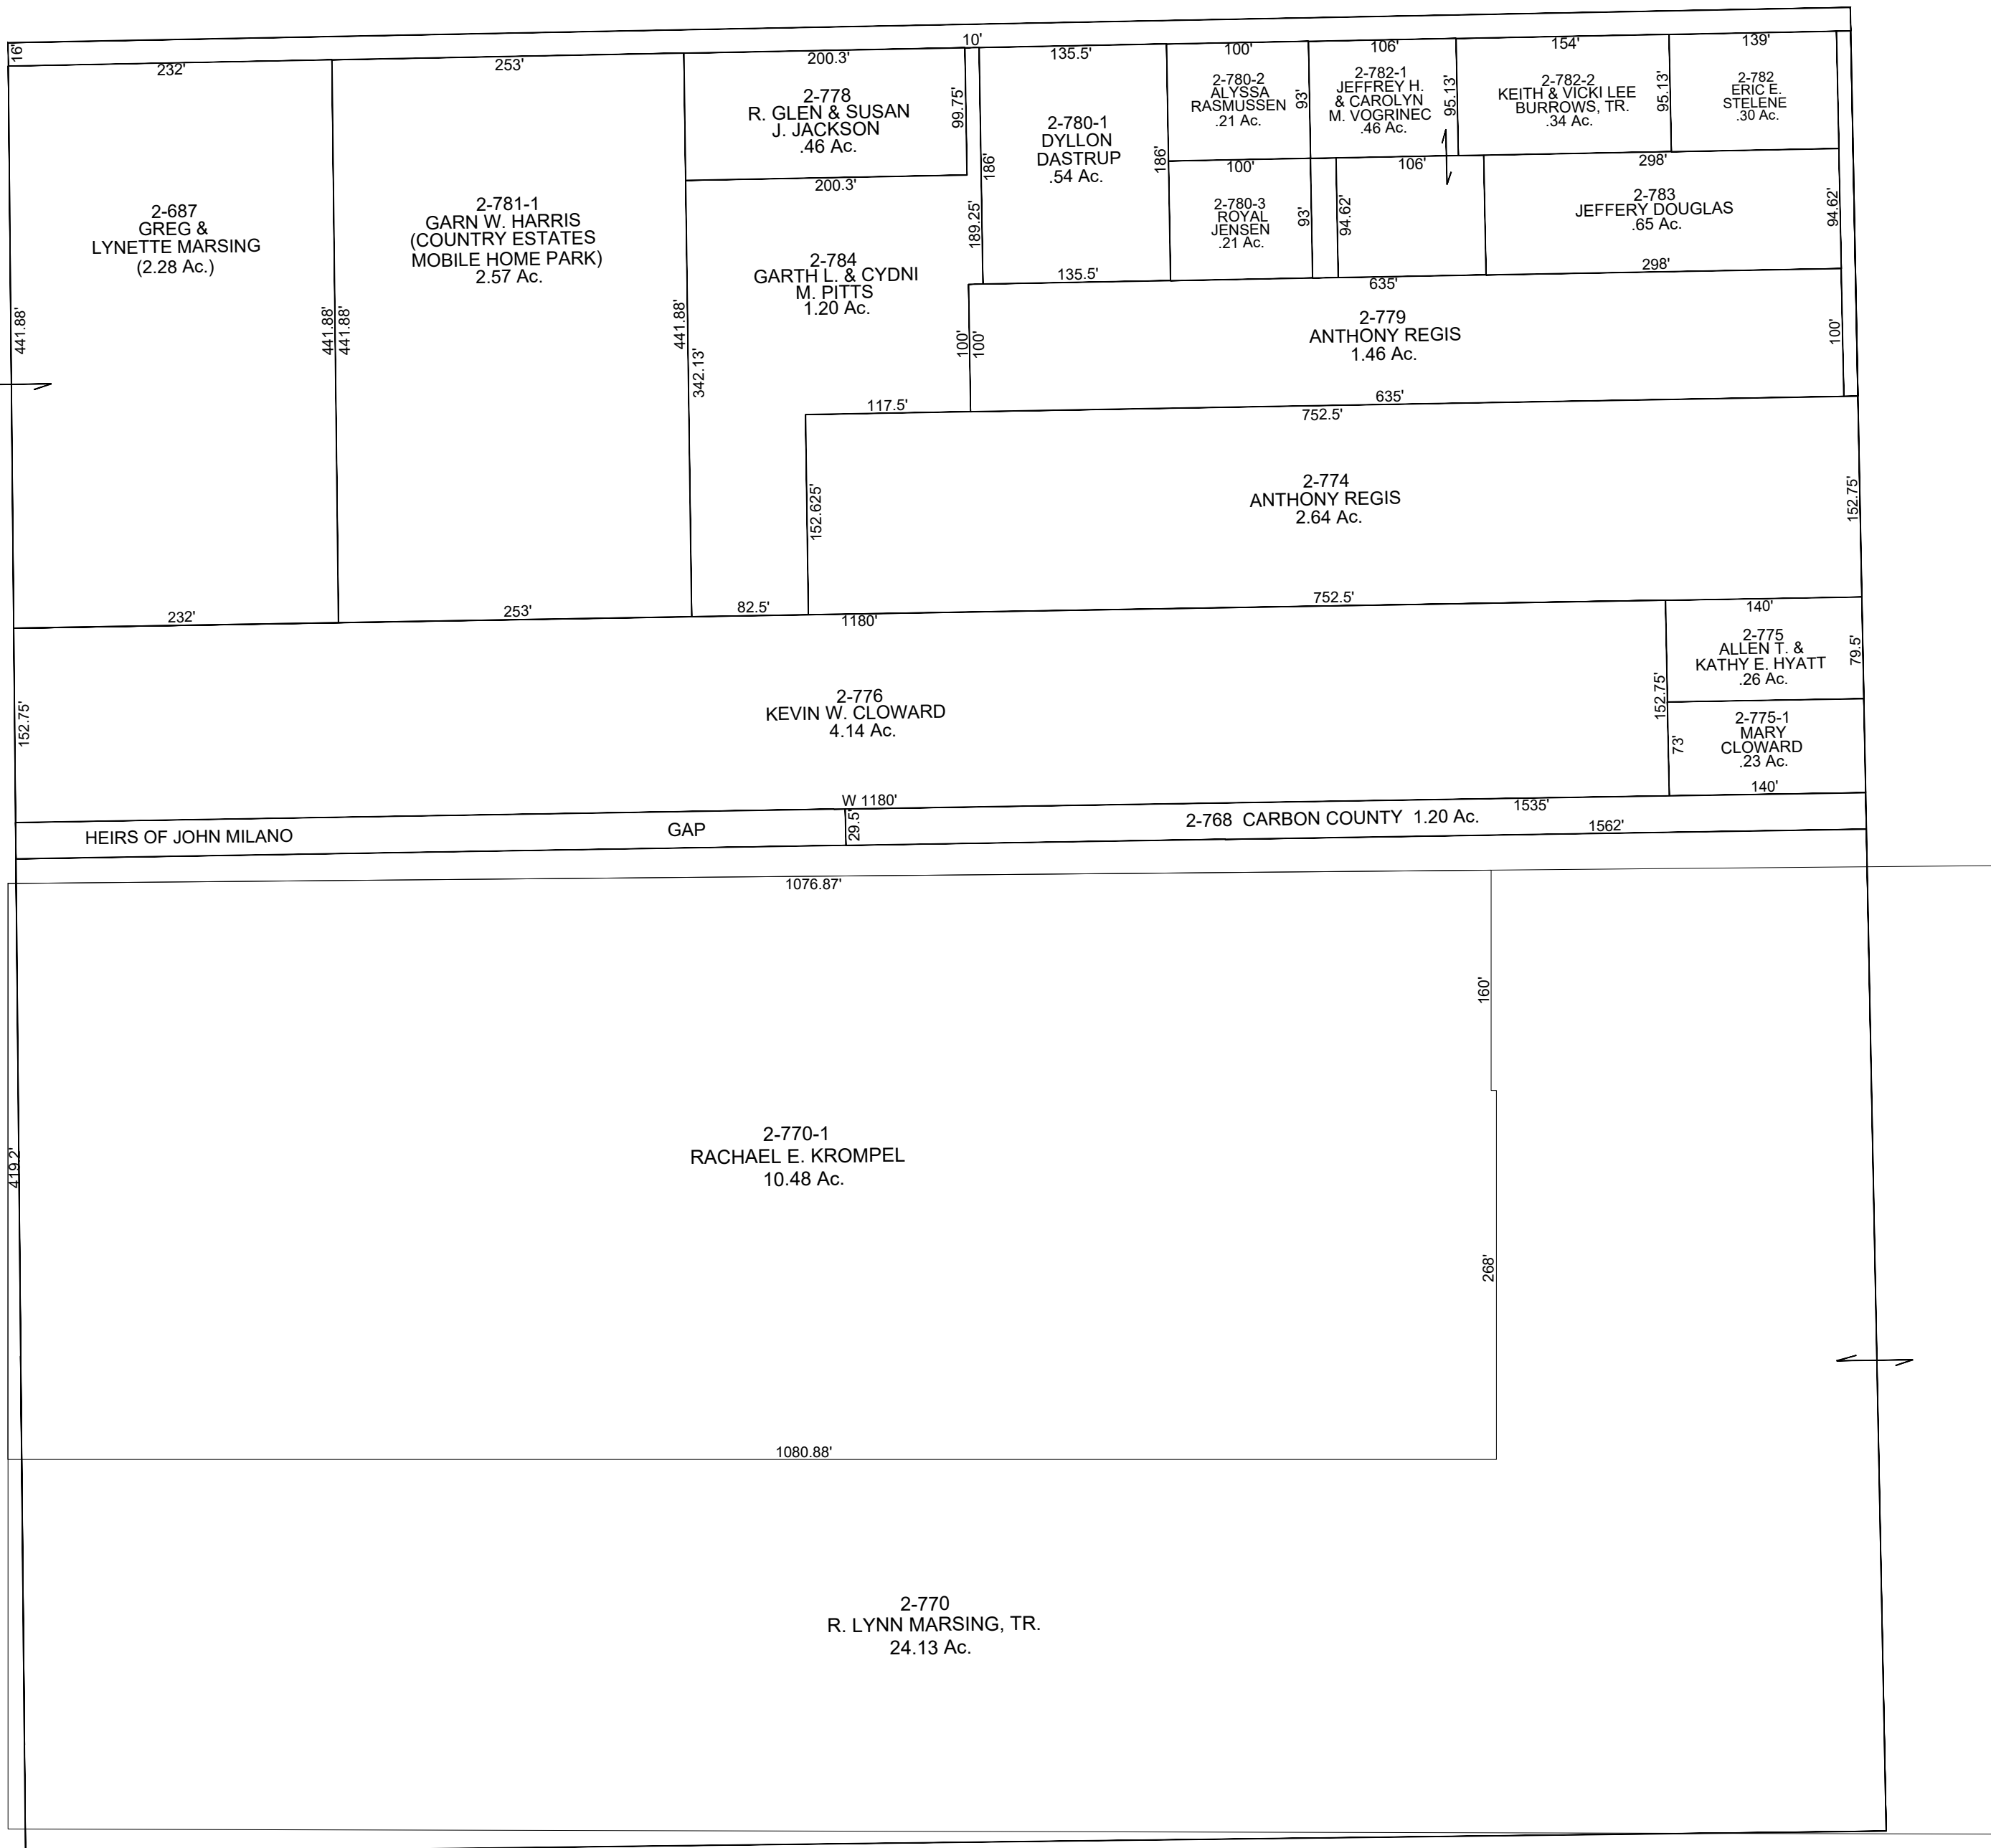 16'
232'
253'
200.3'
10'
135.5'
100'
106'
154'
139'
2-687
GREG &
LYNETTE MARSING
(2.28 Ac.)
441.88'
441.88'
232'
2-781-1
GARN W. HARRIS
(COUNTRY ESTATES
MOBILE HOME PARK)
2.57 Ac.
441.88'
441.88'
253'
2-778
R. GLEN & SUSAN
J. JACKSON
.46 Ac.
99.75'
200.3'
2-784
GARTH L. & CYDNI
M. PITTS
1.20 Ac.
342.13'
189.25'
100'
117.5'
152.625'
82.5'
2-780-1
DYLLON
DASTRUP
.54 Ac.
186'
186'
135.5'
2-780-2
ALYSSA
RASMUSSEN
.21 Ac.
93'
100'
2-780-3
ROYAL
JENSEN
.21 Ac.
93'
2-782-1
JEFFREY H.
& CAROLYN
M. VOGRINEC
.46 Ac.
95.13'
106'
94.62'
2-782-2
KEITH & VICKI LEE
BURROWS, TR.
.34 Ac.
95.13'
2-782
ERIC E.
STELENE
.30 Ac.
298'
2-783
JEFFERY DOUGLAS
.65 Ac.
94.62'
298'
635'
2-779
ANTHONY REGIS
1.46 Ac.
100'
100'
635'
752.5'
2-774
ANTHONY REGIS
2.64 Ac.
152.75'
752.5'
1180'
2-776
KEVIN W. CLOWARD
4.14 Ac.
152.75'
152.75'
W 1180'
140'
2-775
ALLEN T. &
KATHY E. HYATT
.26 Ac.
79.5'
2-775-1
MARY
CLOWARD
.23 Ac.
73'
140'
HEIRS OF JOHN MILANO
GAP
29.5'
2-768 CARBON COUNTY 1.20 Ac.
1535'
1562'
1076.87'
160'
2-770-1
RACHAEL E. KROMPEL
10.48 Ac.
419.2'
268'
1080.88'
2-770
R. LYNN MARSING, TR.
24.13 Ac.